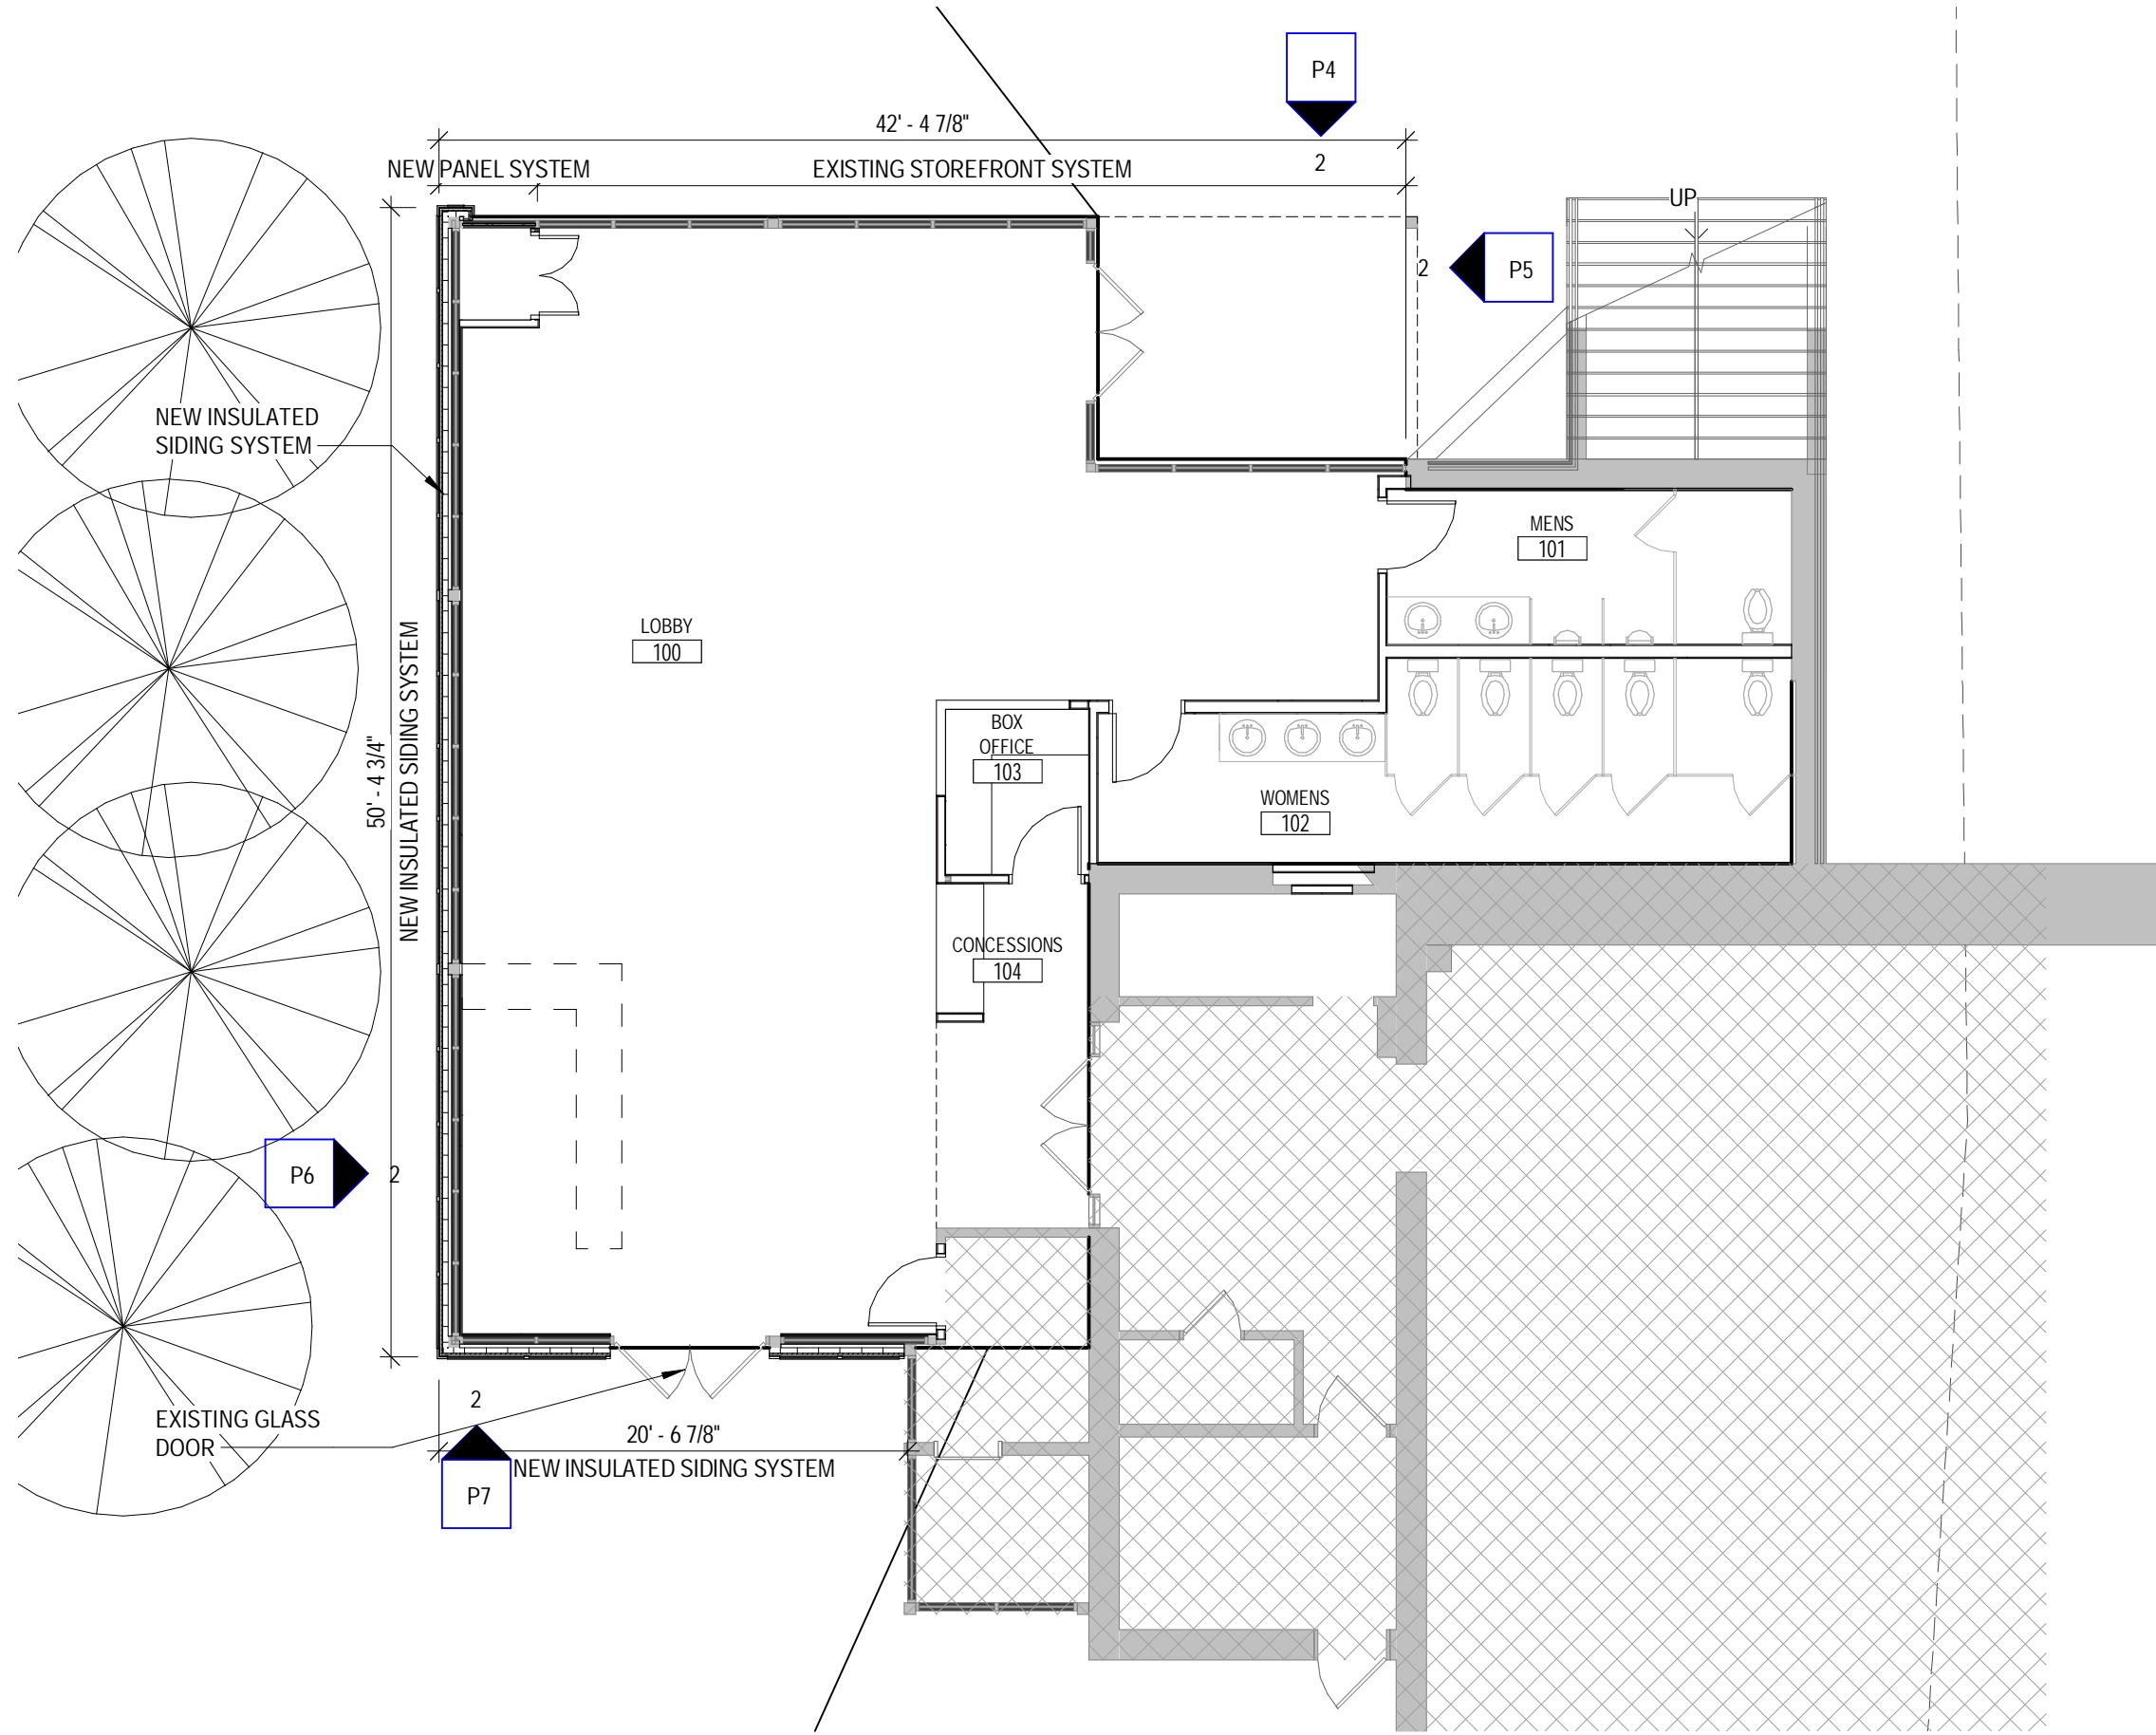 P4
42' - 4 7/8"
2
NEW PANEL SYSTEM
EXISTING STOREFRONT SYSTEM
UP
2
P5
NEW INSULATED
SIDING SYSTEM
MENS
101
LOBBY
100
NEW INSULATED SIDING SYSTEM
50' - 4 3/4"
BOX
OFFICE
103
WOMENS
102
CONCESSIONS
104
P6
2
2
EXISTING GLASS
DOOR
20' - 6 7/8"
NEW INSULATED SIDING SYSTEM
P7